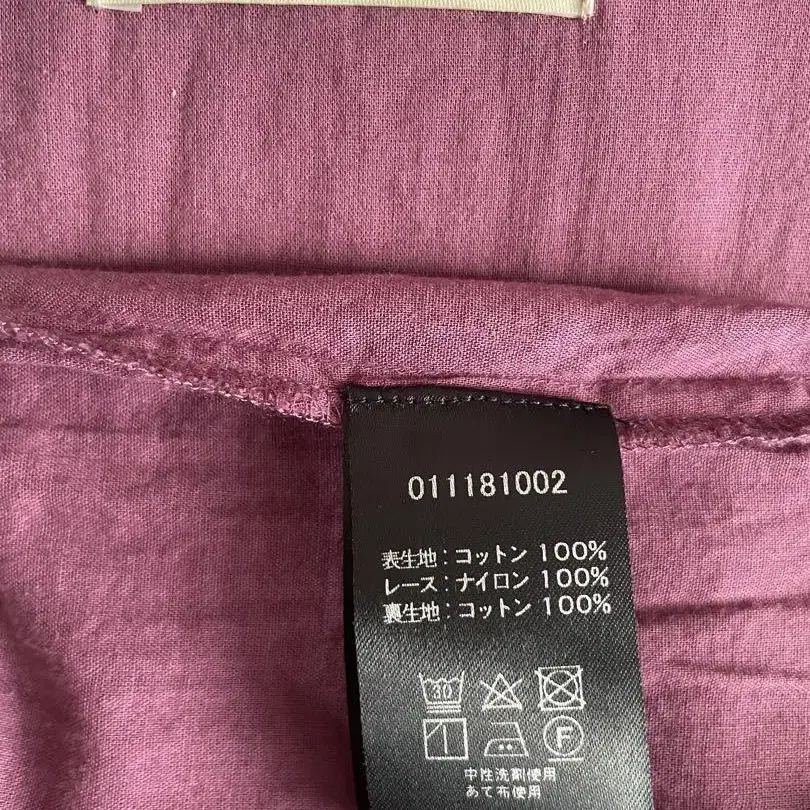 011181002
表生地：コットン 100%
レース：ナイロン 100%
裏生地：コットン 100%
30
F
中性洗剤使用
あて布使用